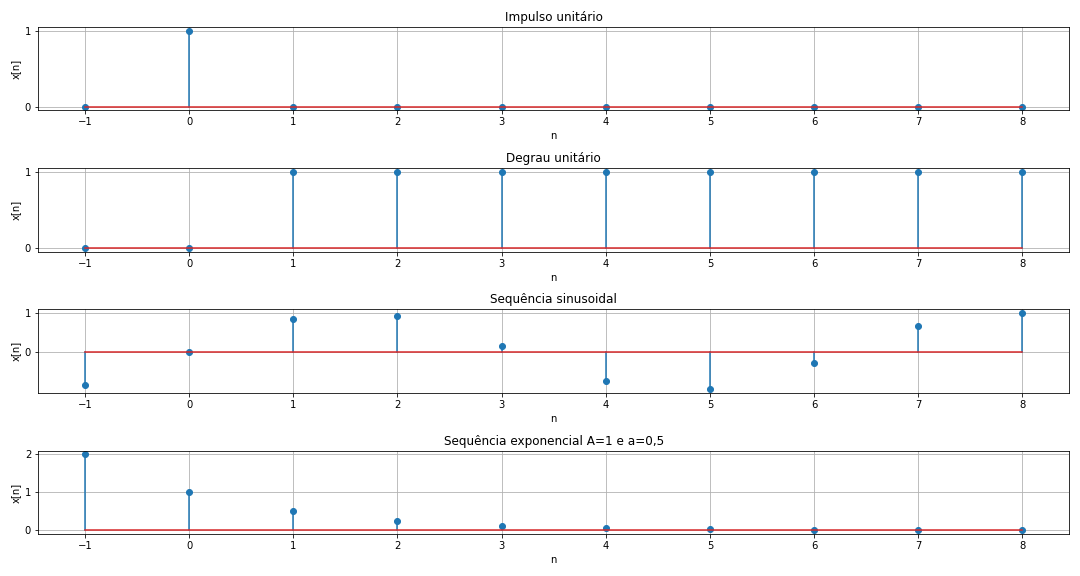 Impulso unitário
1
x[n]
0
−1 0 1 2 3 4 5 6 7 8
n
Degrau unitário
1
x[n]
0
−1 0 1 2 3 4 5 6 7 8
n
Sequência sinusoidal
1
x[n]
0
−1 0 1 2 3 4 5 6 7 8
n
Sequência exponencial A=1 e a=0,5
2
x[n]
1
0
−1 0 1 2 3 4 5 6 7 8
n